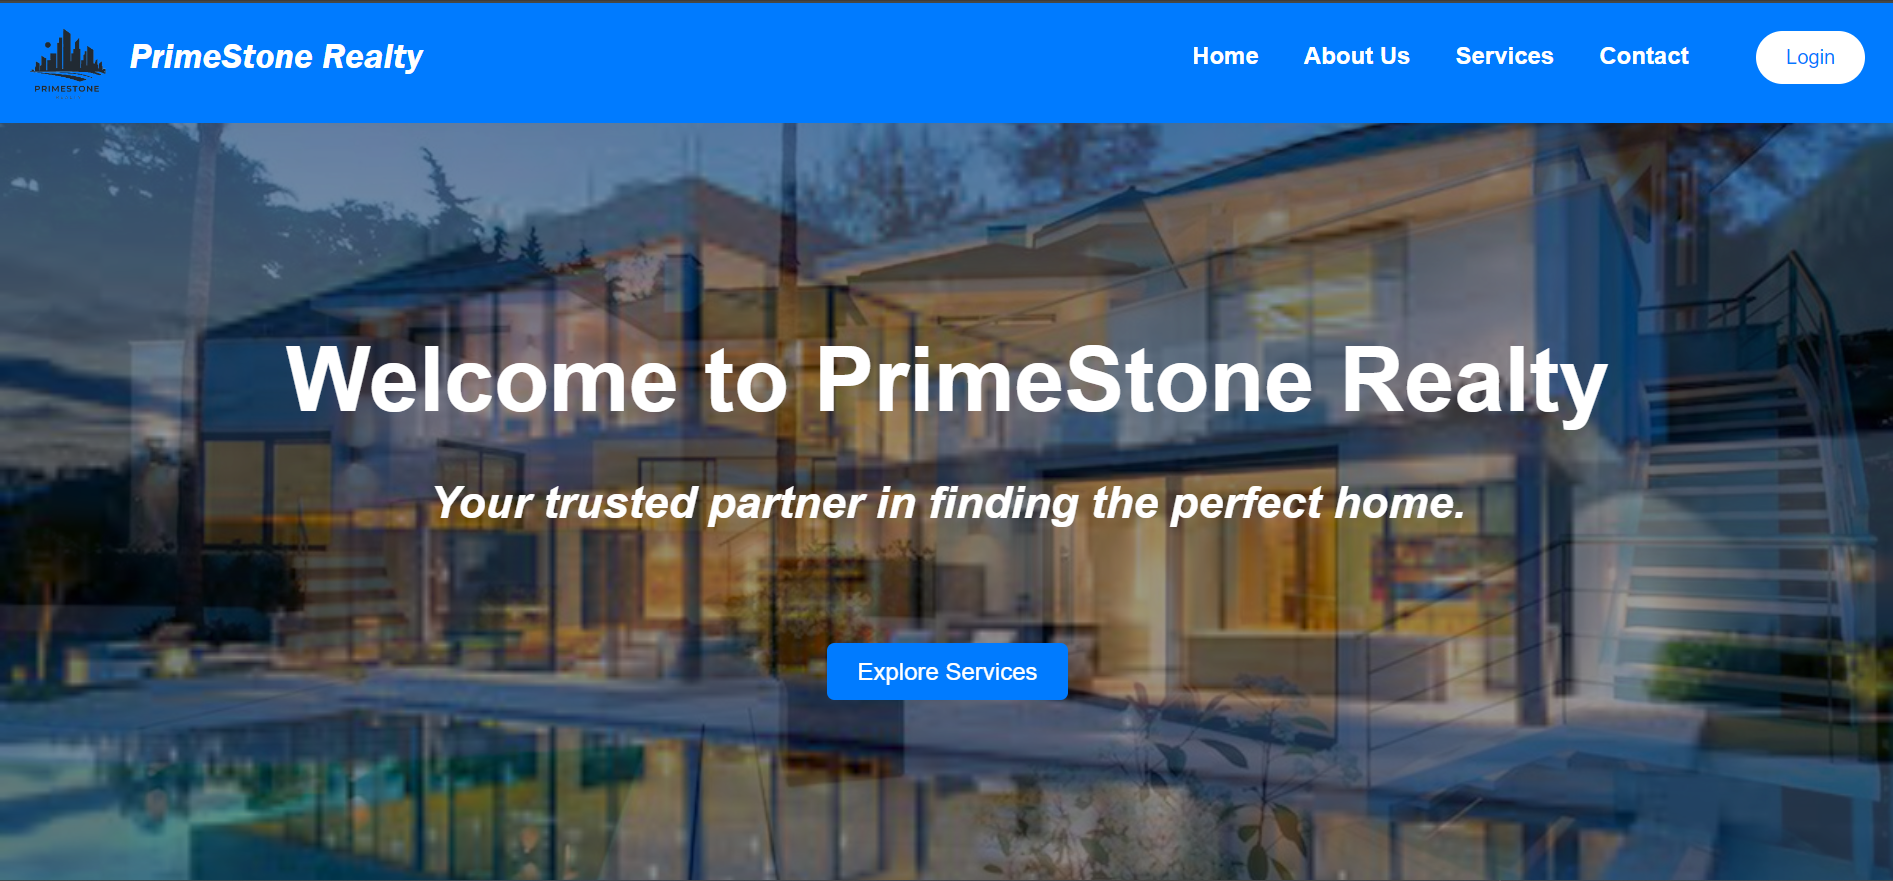 PRIMESTONE
PrimeStone Realty
Home
About Us
Services
Contact
Login
Welcome to PrimeStone Realty
Your trusted partner in finding the perfect home.
Explore Services